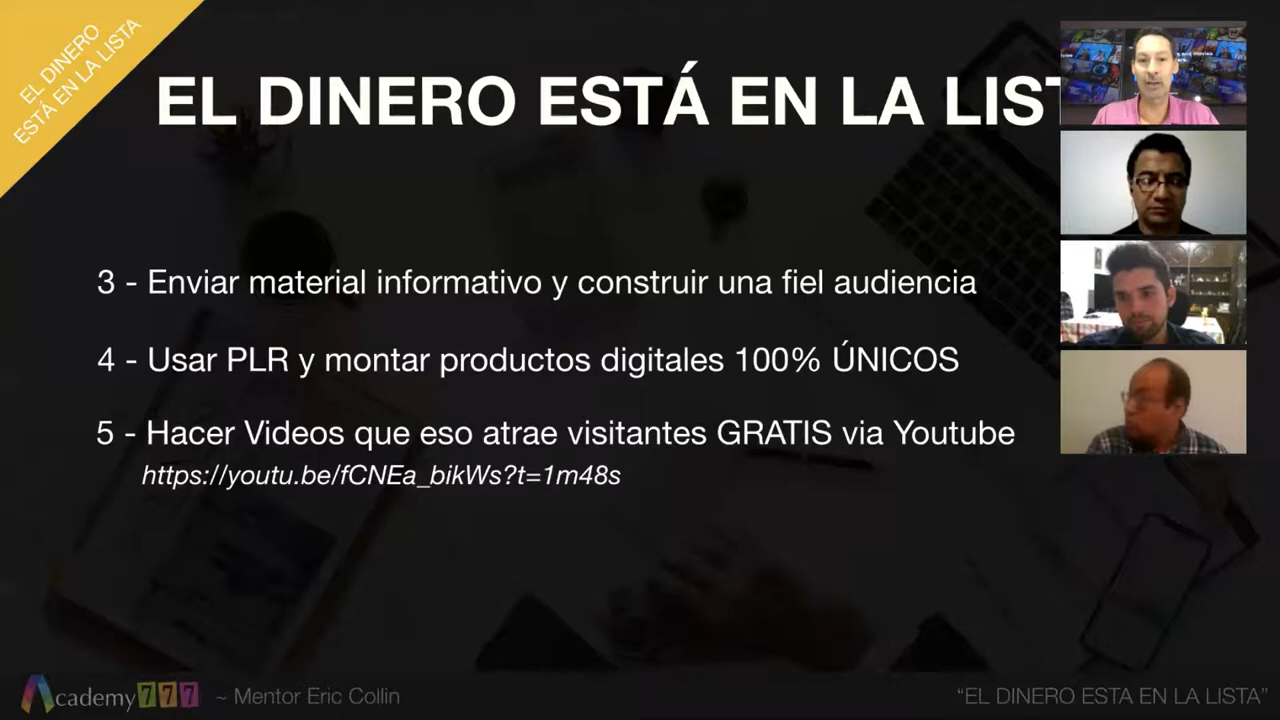 EL DINERO
ESTÁ EN LA LISTA
EL DINERO ESTÁ EN LA LIST
3 - Enviar material informativo y construir una fiel audiencia
4 - Usar PLR y montar productos digitales 100% ÚNICOS
5 - Hacer Videos que eso atrae visitantes GRATIS via Youtube
https://youtu.be/fCNEa_bikWs?t=1m48s
Academy777 ~ Mentor Eric Collin
“EL DINERO ESTA EN LA LISTA”